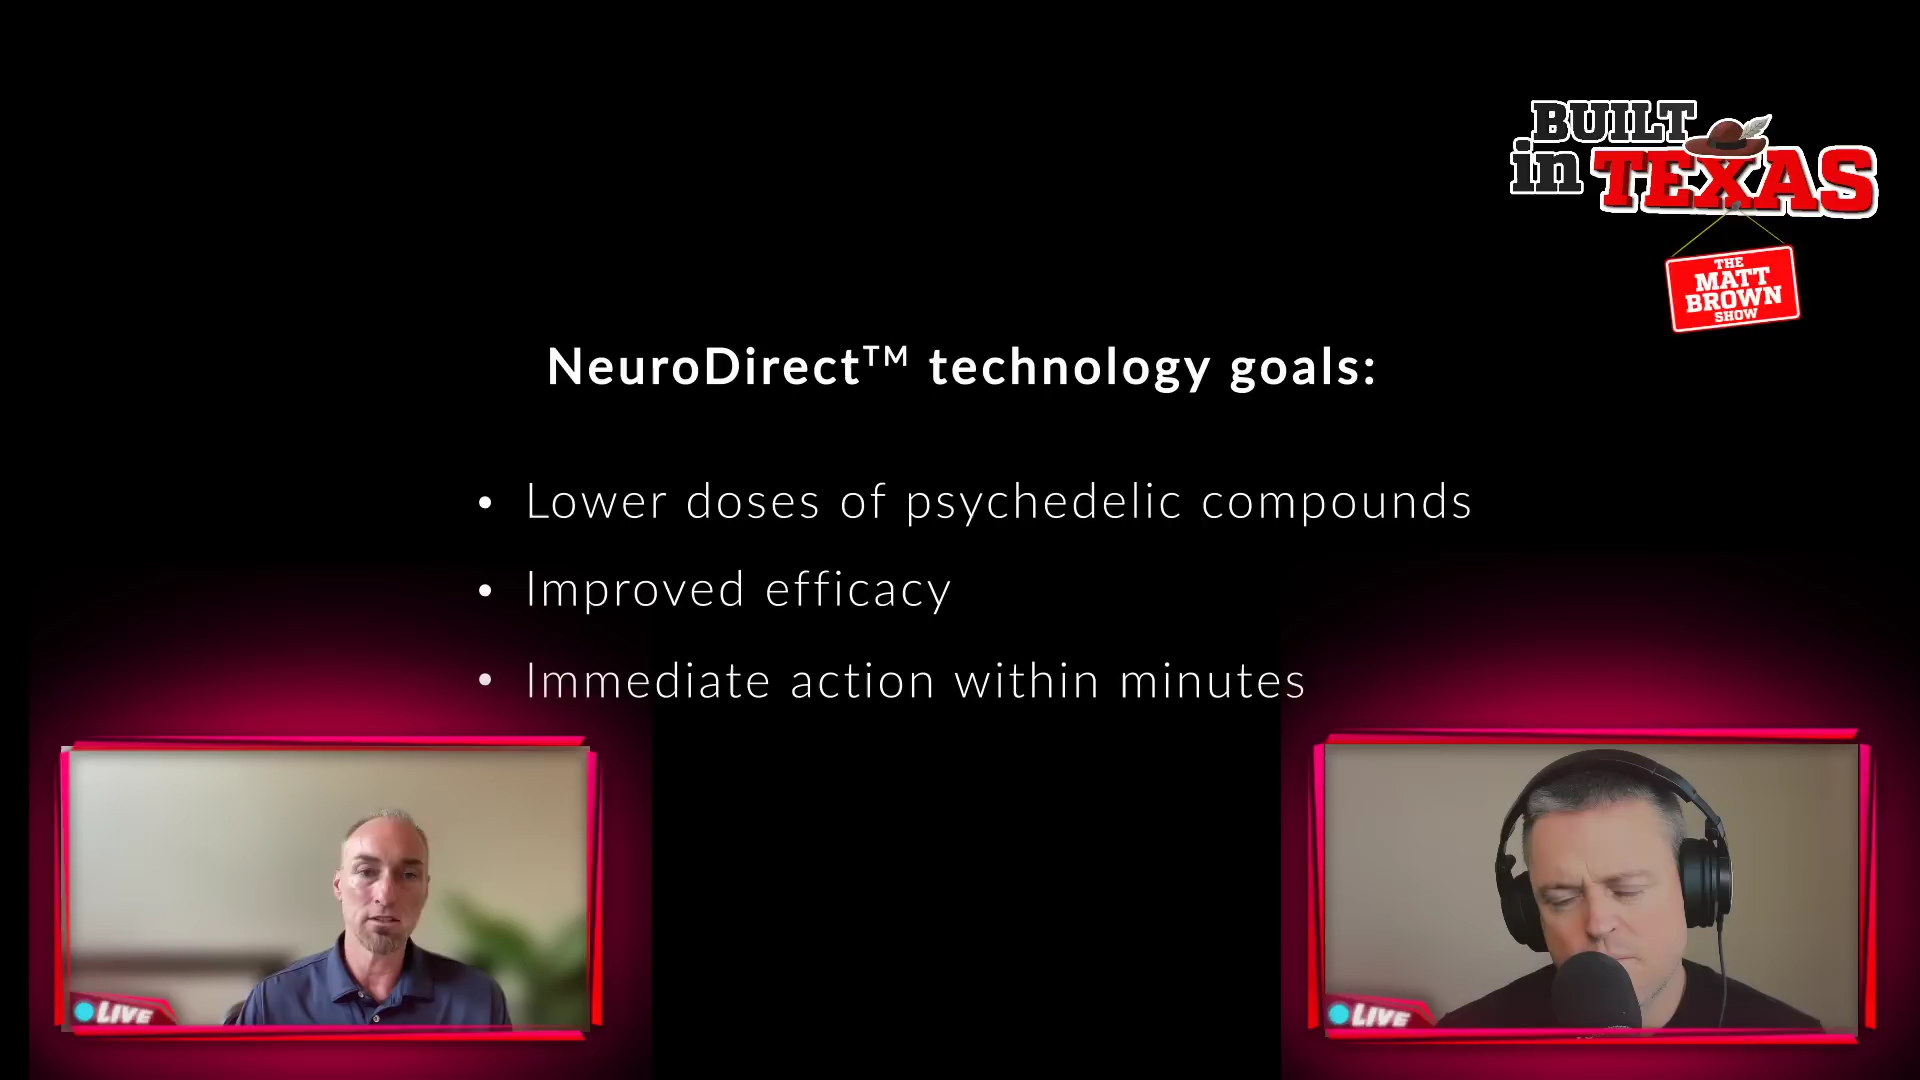 BUILT
in TEXAS
THE
MATT
BROWN
SHOW
NeuroDirect™ technology goals:
• Lower doses of psychedelic compounds
• Improved efficacy
• Immediate action within minutes
LIVE
LIVE